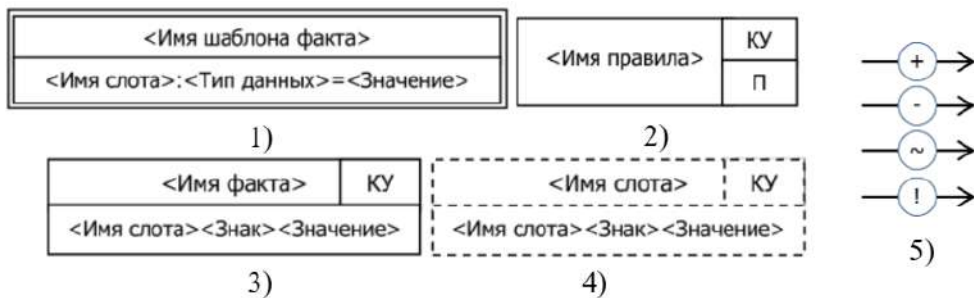 <Имя шаблона факта>
<Имя слота>:<Тип данных>=<Значение>
1)
<Имя правила>
КУ
П
2)
<Имя факта>
КУ
<Имя слота><Знак><Значение>
3)
<Имя слота>
КУ
<Имя слота><Знак><Значение>
4)
+
-
~
!
5)